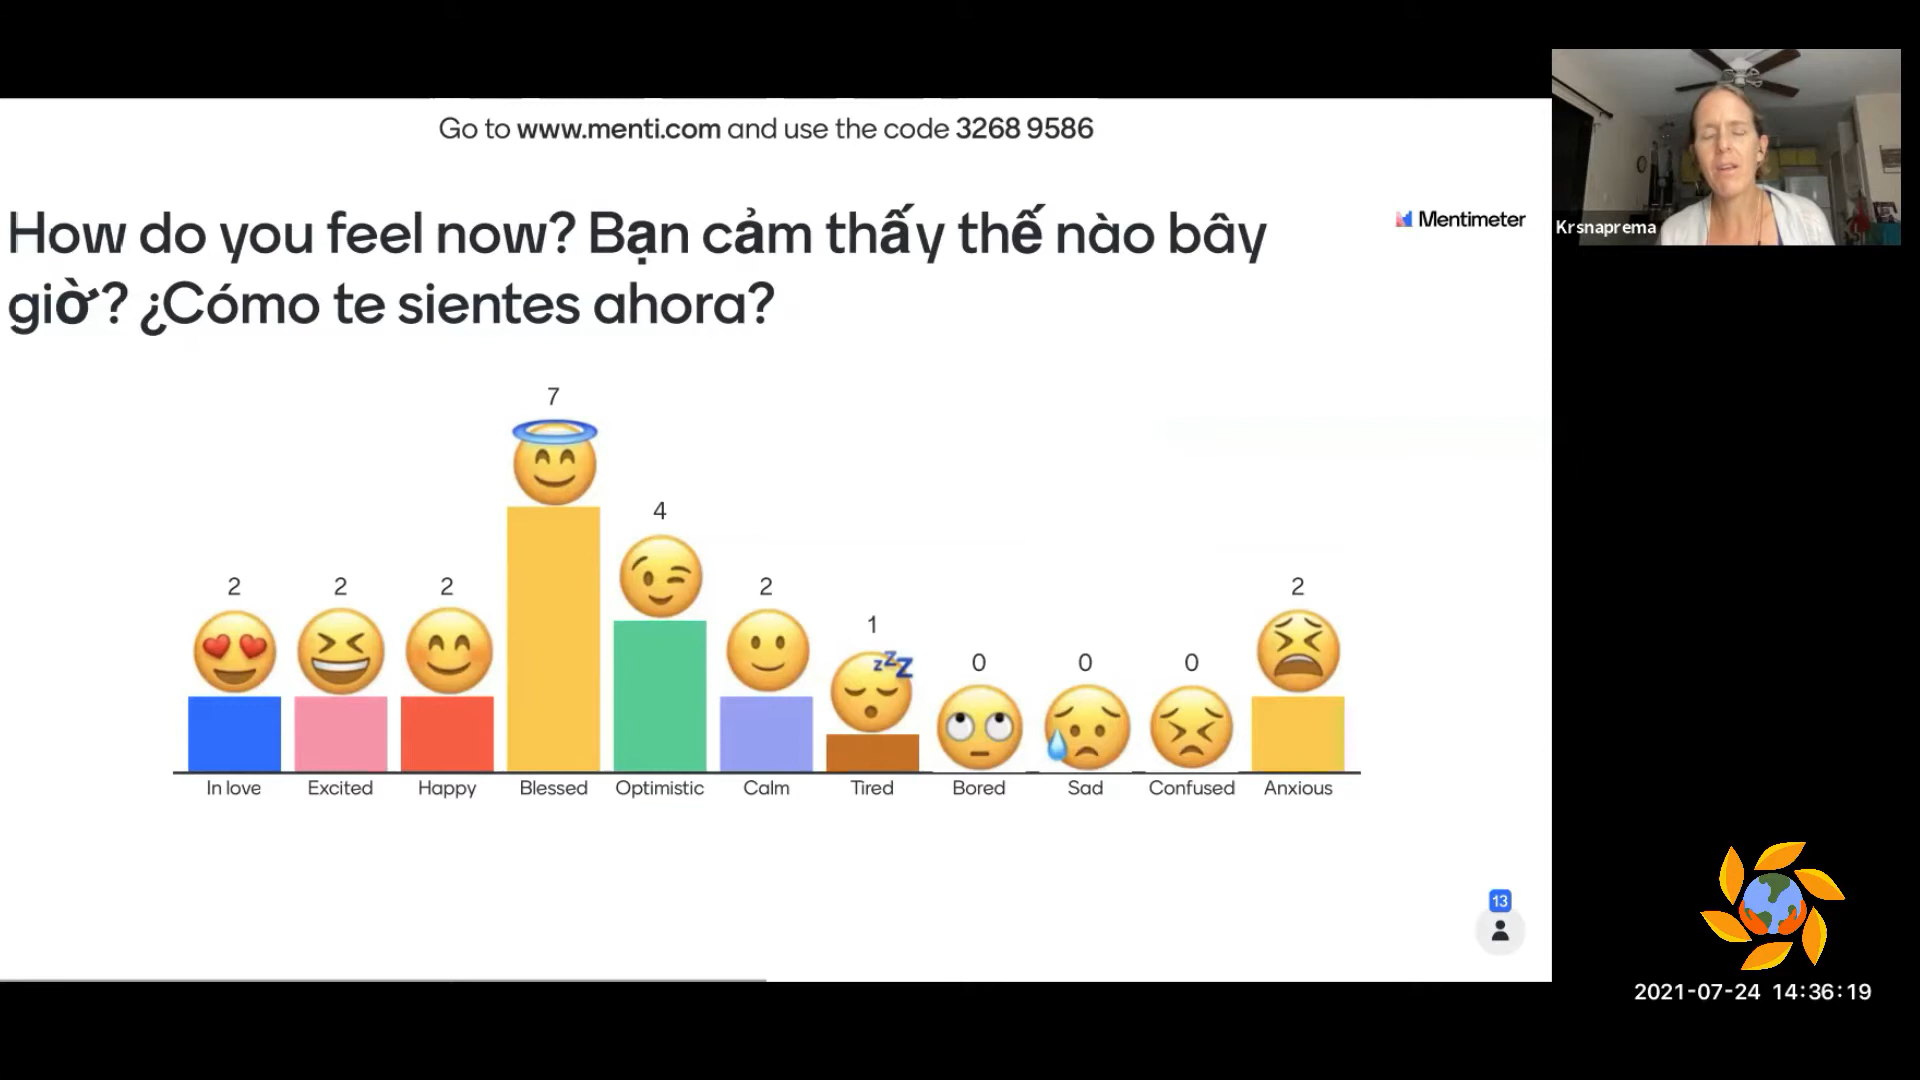 Go to www.menti.com and use the code 3268 9586
How do you feel now? Bạn cảm thấy thế nào bây
giờ? ¿Cómo te sientes ahora?
Mentimeter
Krsnaprema
7
4
2 2 2 2 1 0 0 0 2
zzZ
In love Excited Happy Blessed Optimistic Calm Tired Bored Sad Confused Anxious
13
2021-07-24 14:36:19